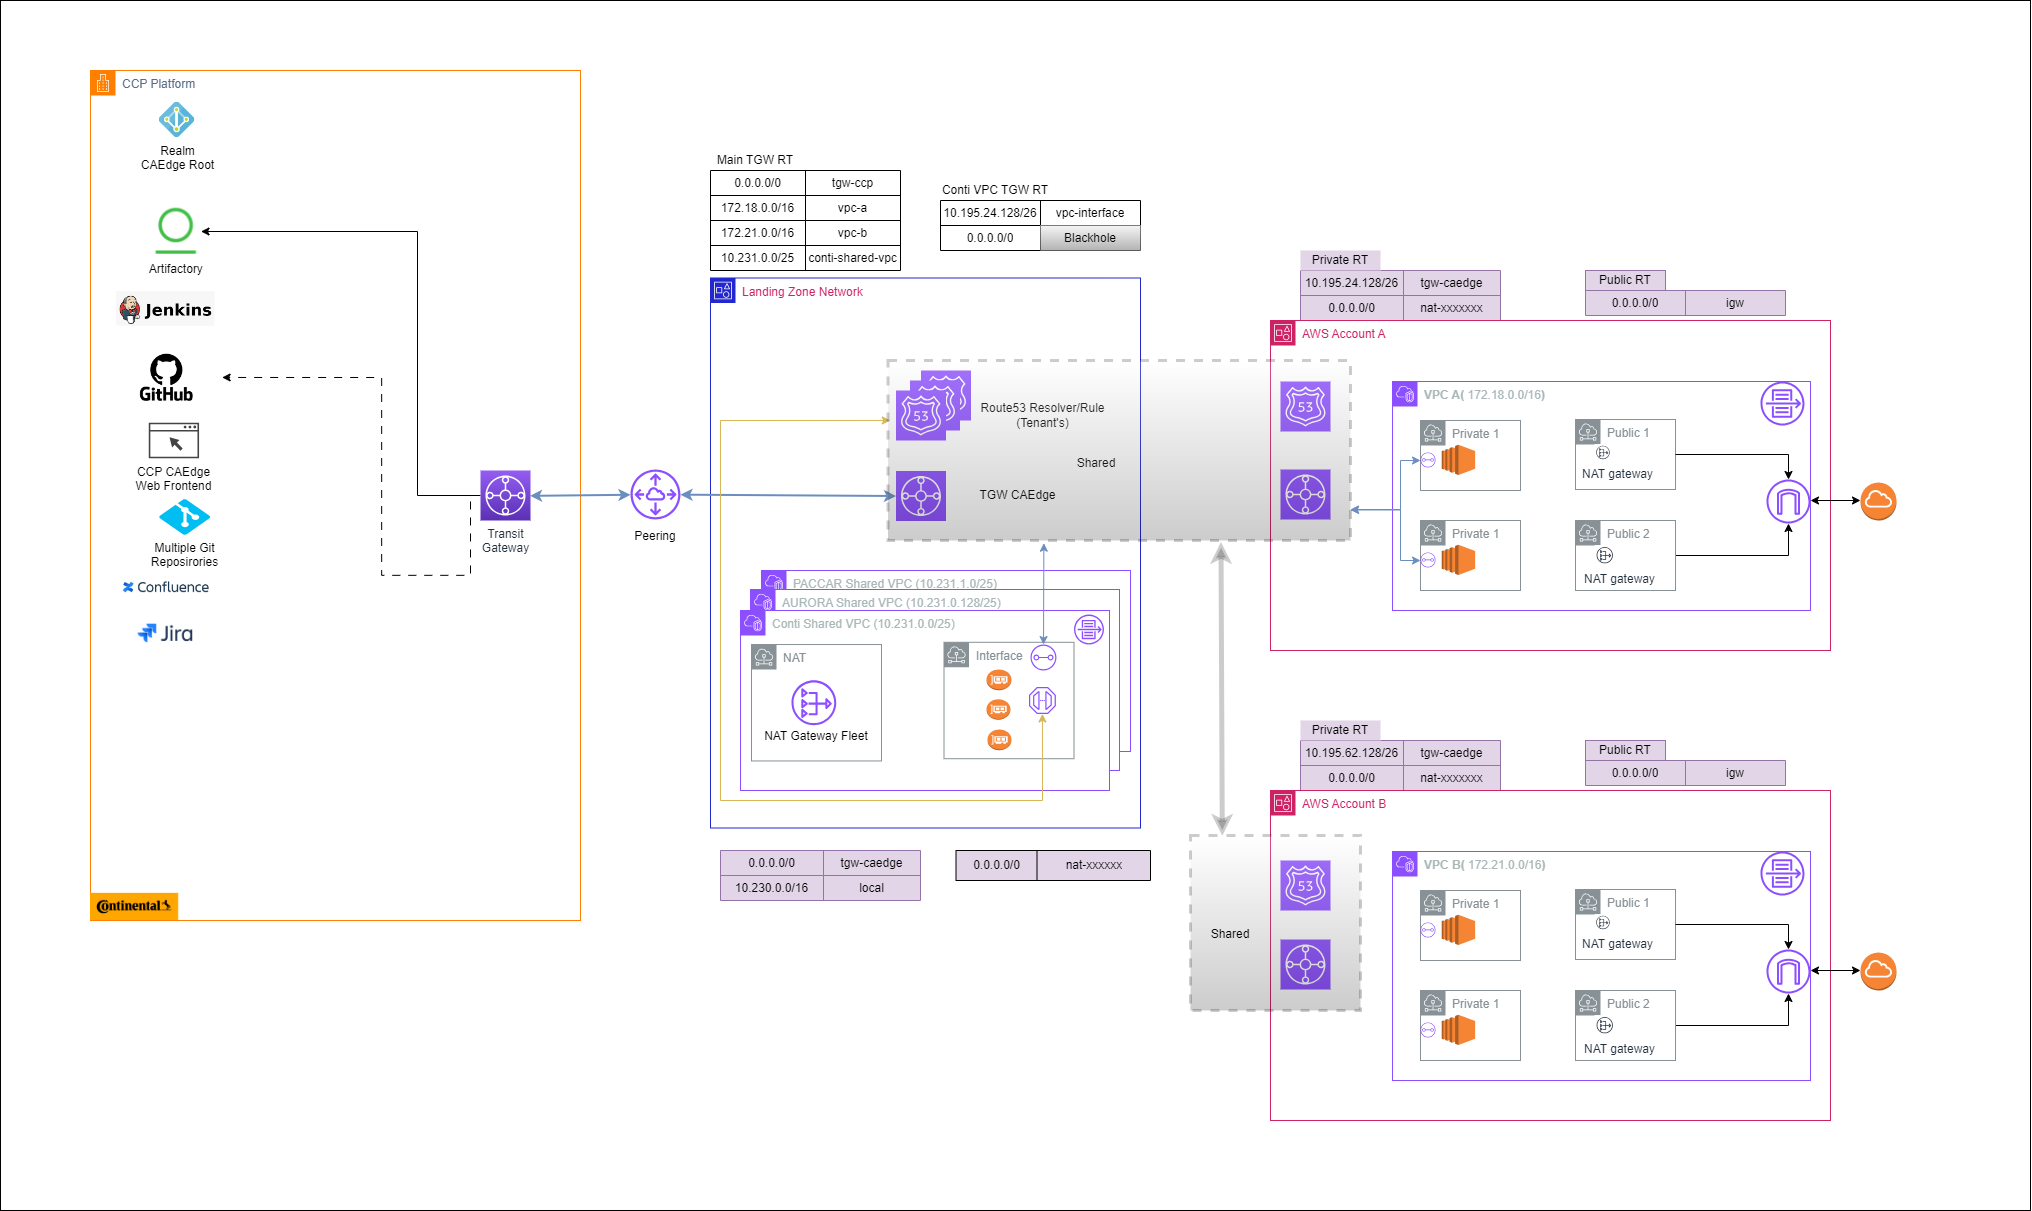 CCP Platform
Realm
CAEdge Root
Artifactory
Jenkins
GitHub
CCP CAEdge
Web Frontend
Multiple Git
Reposirories
Confluence
Jira
Continental
Transit
Gateway
Peering
Main TGW RT
0.0.0.0/0 tgw-ccp
172.18.0.0/16 vpc-a
172.21.0.0/16 vpc-b
10.231.0.0/25 conti-shared-vpc
Conti VPC TGW RT
10.195.24.128/26 vpc-interface
0.0.0.0/0 Blackhole
Landing Zone Network
53
Route53 Resolver/Rule
(Tenant's)
Shared
TGW CAEdge
PACCAR Shared VPC (10.231.1.0/25)
AURORA Shared VPC (10.231.0.128/25)
Conti Shared VPC (10.231.0.0/25)
NAT
NAT Gateway Fleet
Interface
0.0.0.0/0 tgw-caedge
10.230.0.0/16 local
0.0.0.0/0 nat-xxxxxx
Private RT
10.195.24.128/26 tgw-caedge
0.0.0.0/0 nat-xxxxxxx
Public RT
0.0.0.0/0 igw
AWS Account A
53
VPC A( 172.18.0.0/16)
Private 1
Public 1
NAT gateway
Private 1
Public 2
NAT gateway
Private RT
10.195.62.128/26 tgw-caedge
0.0.0.0/0 nat-xxxxxxx
Public RT
0.0.0.0/0 igw
AWS Account B
53
Shared
VPC B( 172.21.0.0/16)
Private 1
Public 1
NAT gateway
Private 1
Public 2
NAT gateway